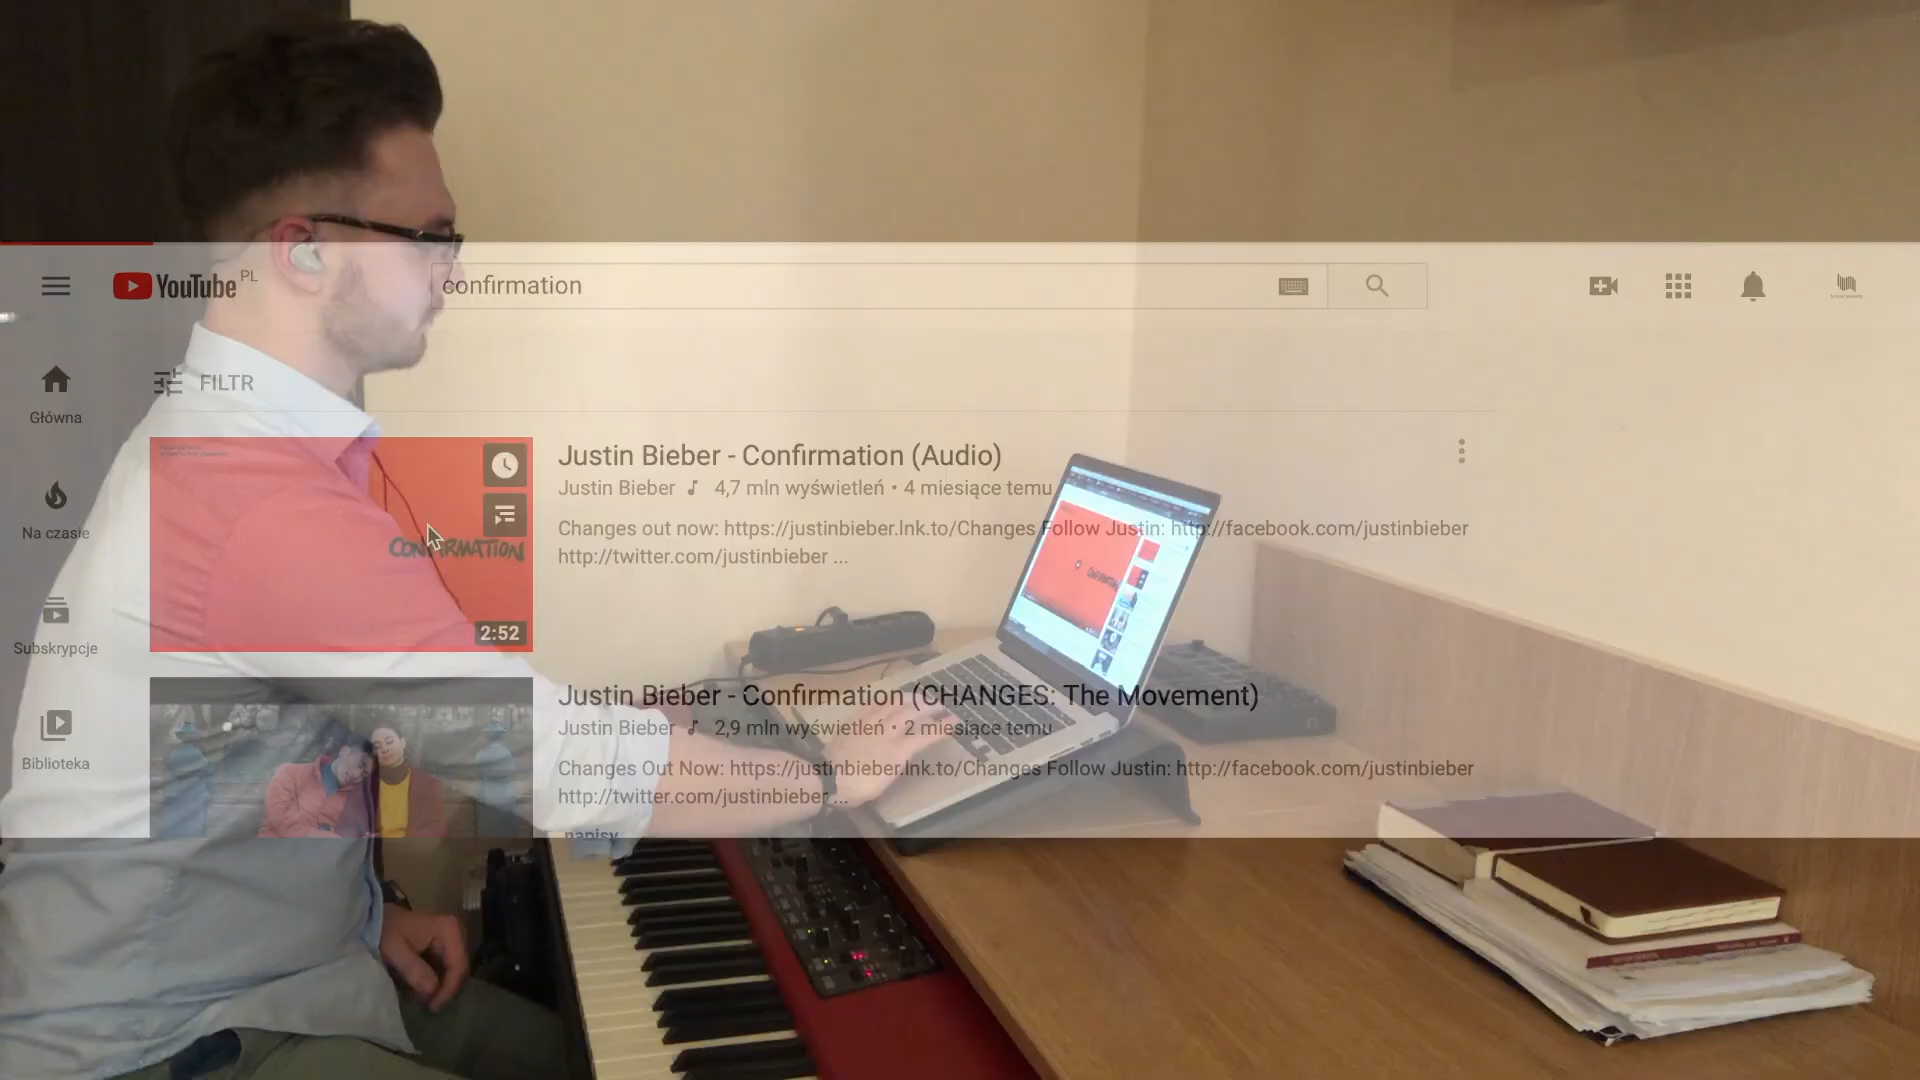 YouTube PL
confirmation
FILTR
Główna
Na czasie
Subskrypcje
Biblioteka
CONFIRMATION
2:52
Justin Bieber - Confirmation (Audio)
Justin Bieber 4,7 mln wyświetleń • 4 miesiące temu
Changes out now: https://justinbieber.lnk.to/Changes Follow Justin: http://facebook.com/justinbieber
http://twitter.com/justinbieber ...
Justin Bieber - Confirmation (CHANGES: The Movement)
Justin Bieber 2,9 mln wyświetleń • 2 miesiące temu
Changes Out Now: https://justinbieber.lnk.to/Changes Follow Justin: http://facebook.com/justinbieber
http://twitter.com/justinbieber ...
napisy